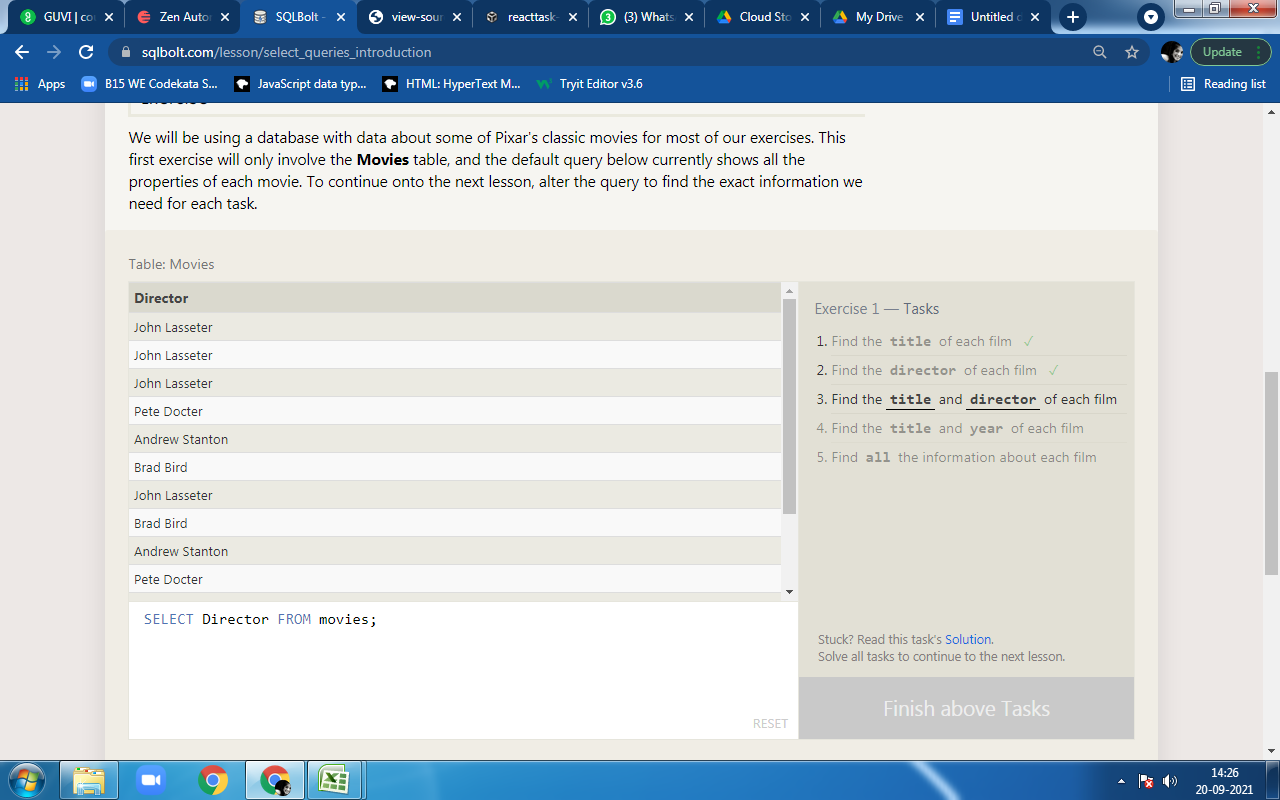 GUVI | co
Zen Autor
SQLBolt -
view-sour
reacttask-
(3) Whats
Cloud Sto
My Drive
Untitled d
sqlbolt.com/lesson/select_queries_introduction
Update
Apps
B15 WE Codekata S...
JavaScript data typ...
HTML: HyperText M...
Tryit Editor v3.6
Reading list
We will be using a database with data about some of Pixar's classic movies for most of our exercises. This
first exercise will only involve the Movies table, and the default query below currently shows all the
properties of each movie. To continue onto the next lesson, alter the query to find the exact information we
need for each task.
Table: Movies
Director
John Lasseter
John Lasseter
John Lasseter
Pete Docter
Andrew Stanton
Brad Bird
John Lasseter
Brad Bird
Andrew Stanton
Pete Docter
SELECT Director FROM movies;
RESET
Exercise 1 — Tasks
1. Find the title of each film ✓
2. Find the director of each film ✓
3. Find the title and director of each film
4. Find the title and year of each film
5. Find all the information about each film
Stuck? Read this task's Solution.
Solve all tasks to continue to the next lesson.
Finish above Tasks
14:26
20-09-2021